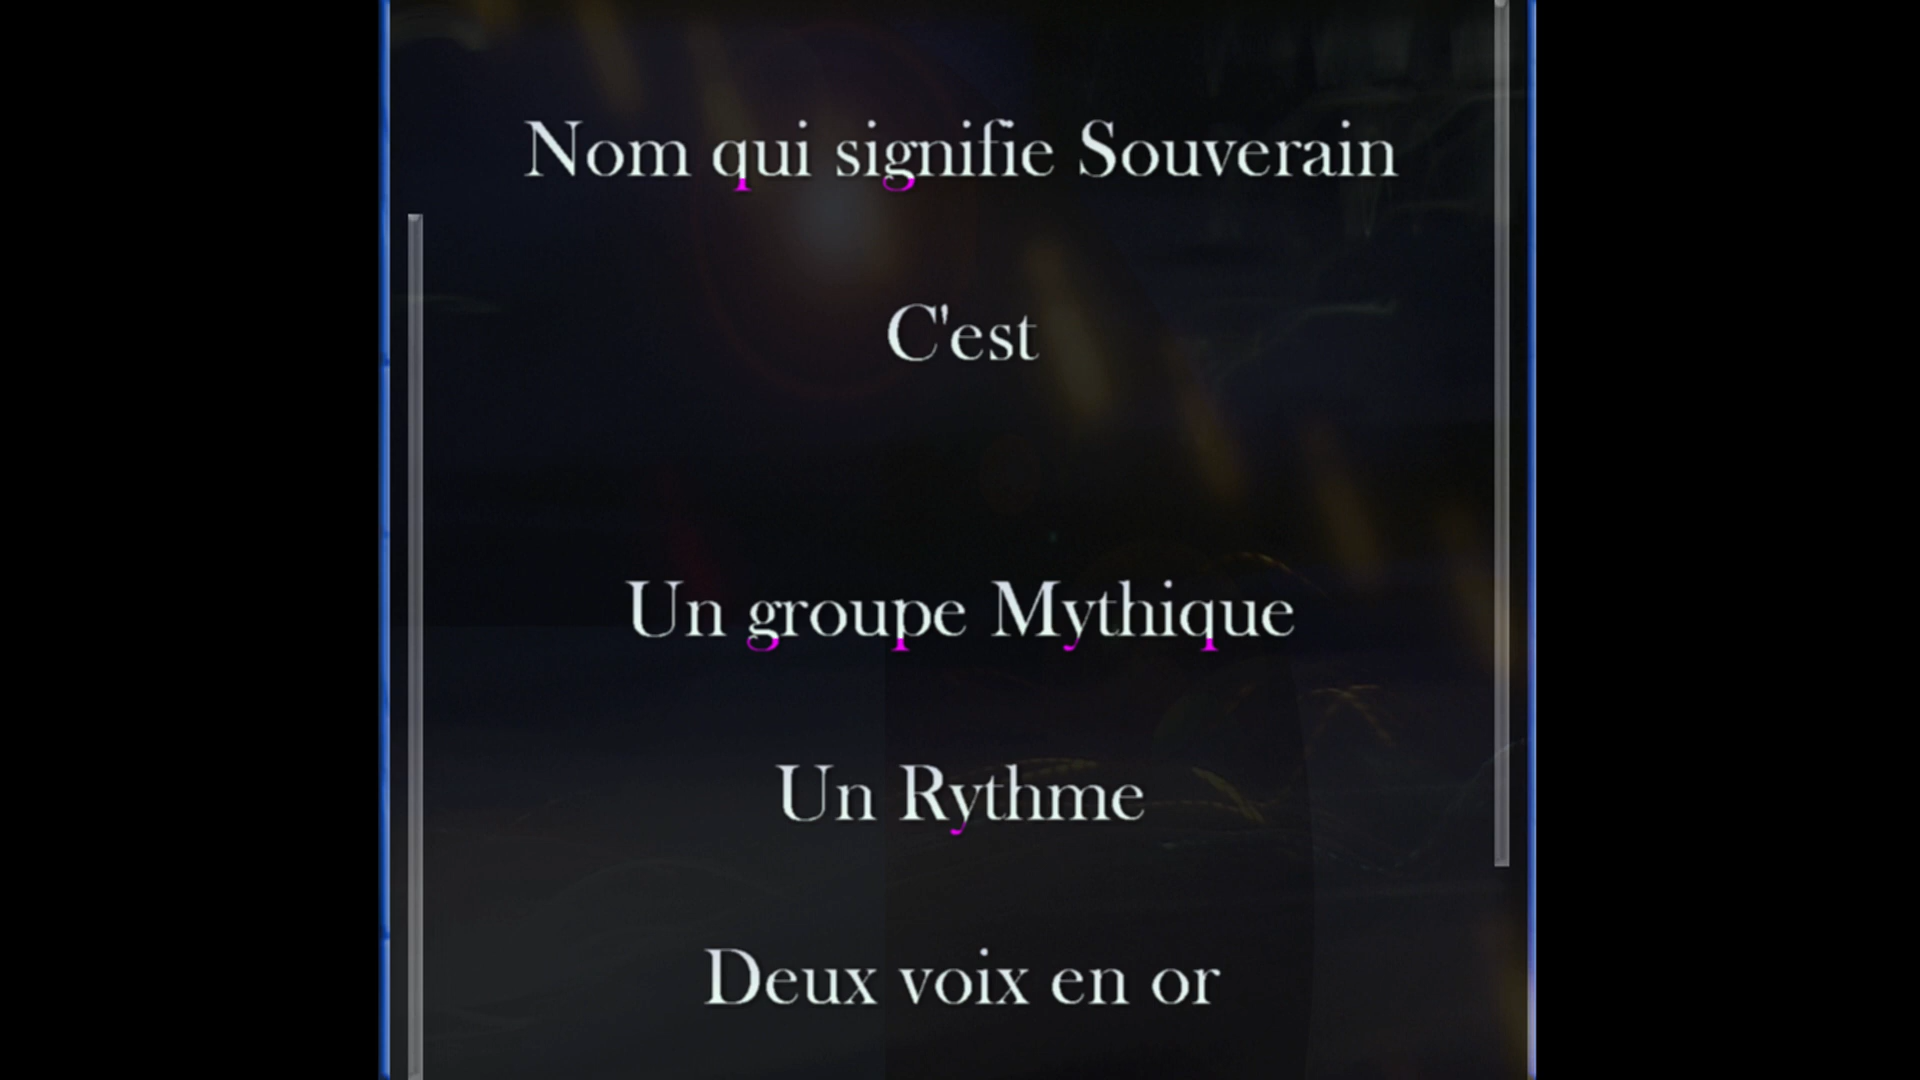 Nom qui signifie Souverain
C'est
Un groupe Mythique
Un Rythme
Deux voix en or